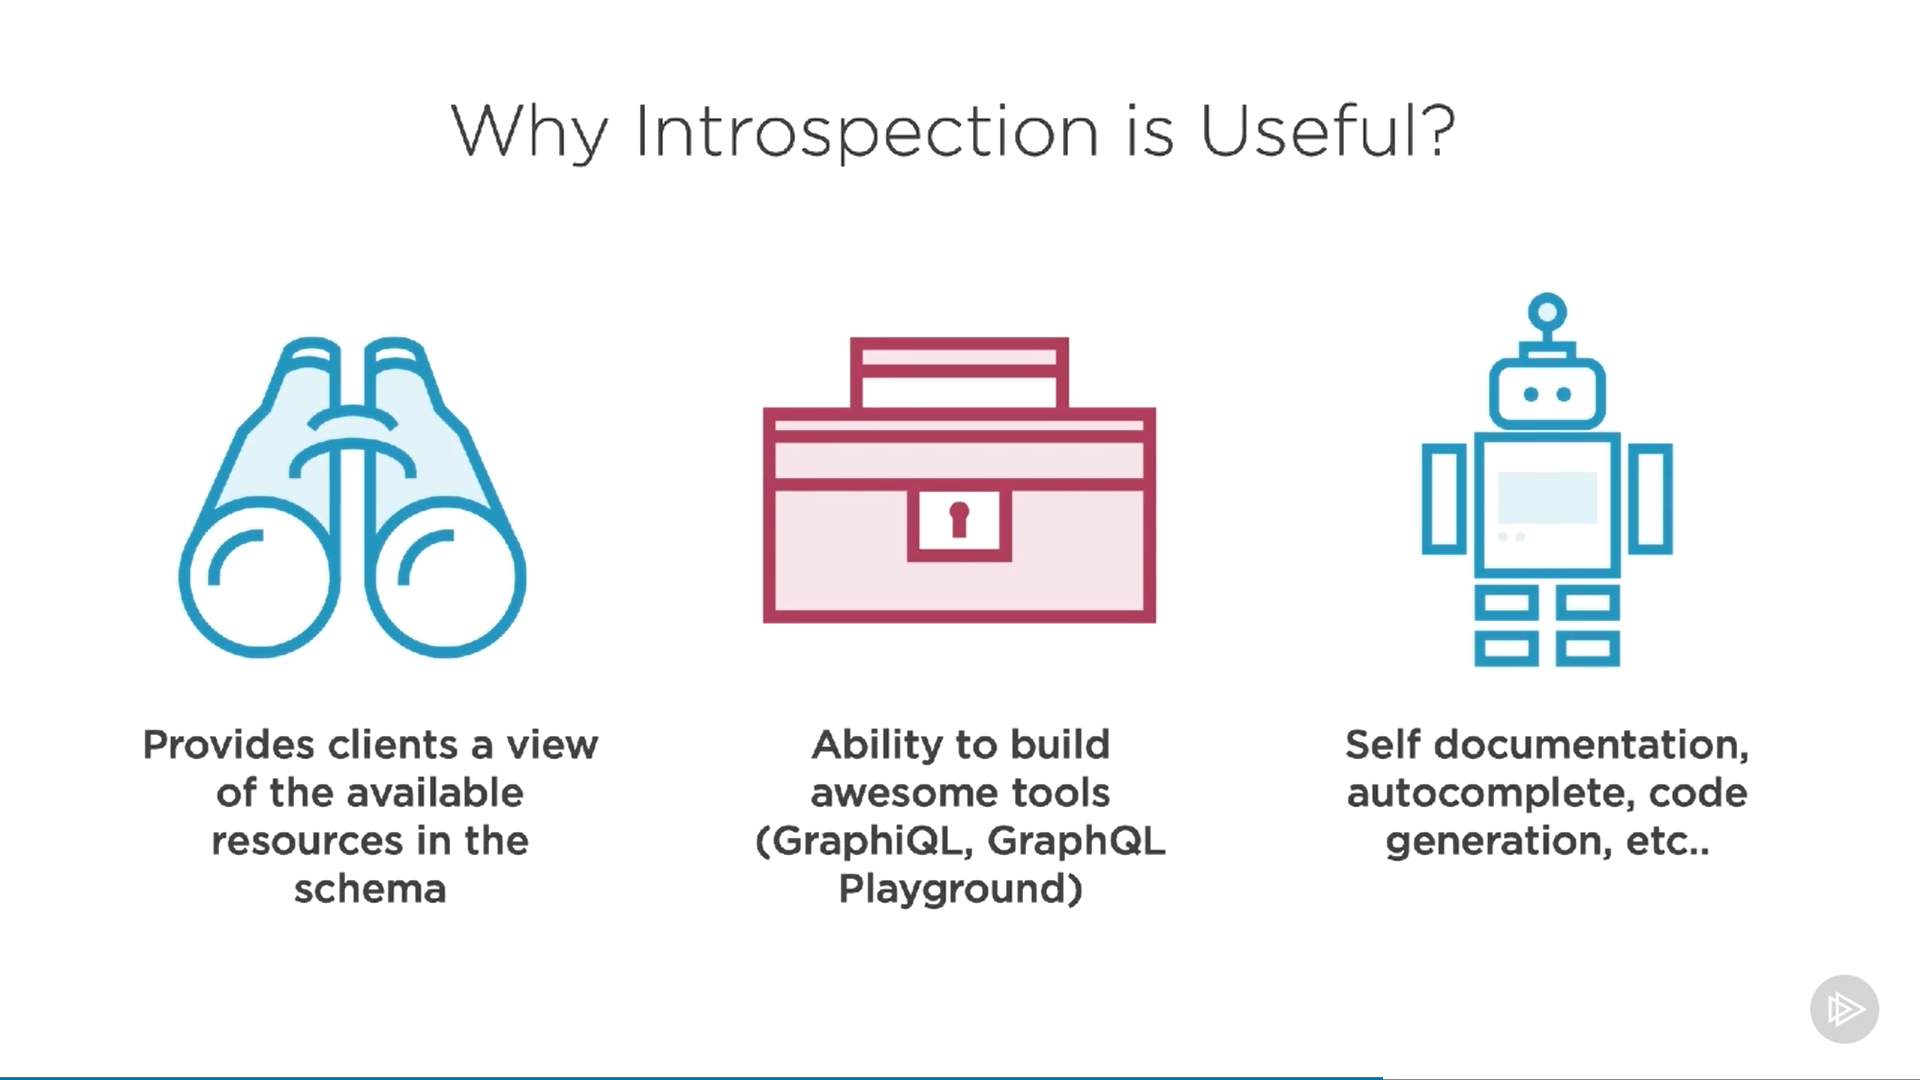 Why Introspection is Useful?
Provides clients a view
of the available
resources in the
schema
Ability to build
awesome tools
(GraphiQL, GraphQL
Playground)
Self documentation,
autocomplete, code
generation, etc..